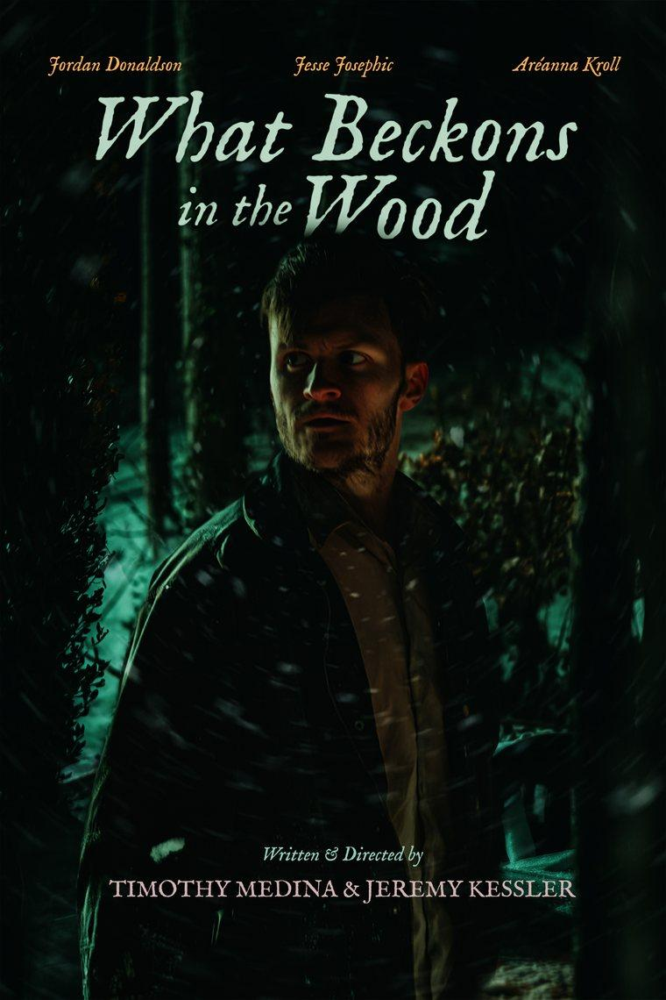 Jordan Donaldson Jesse Josephic Aréanna Kroll
What Beckons
in the Wood
Written & Directed by
TIMOTHY MEDINA & JEREMY KESSLER